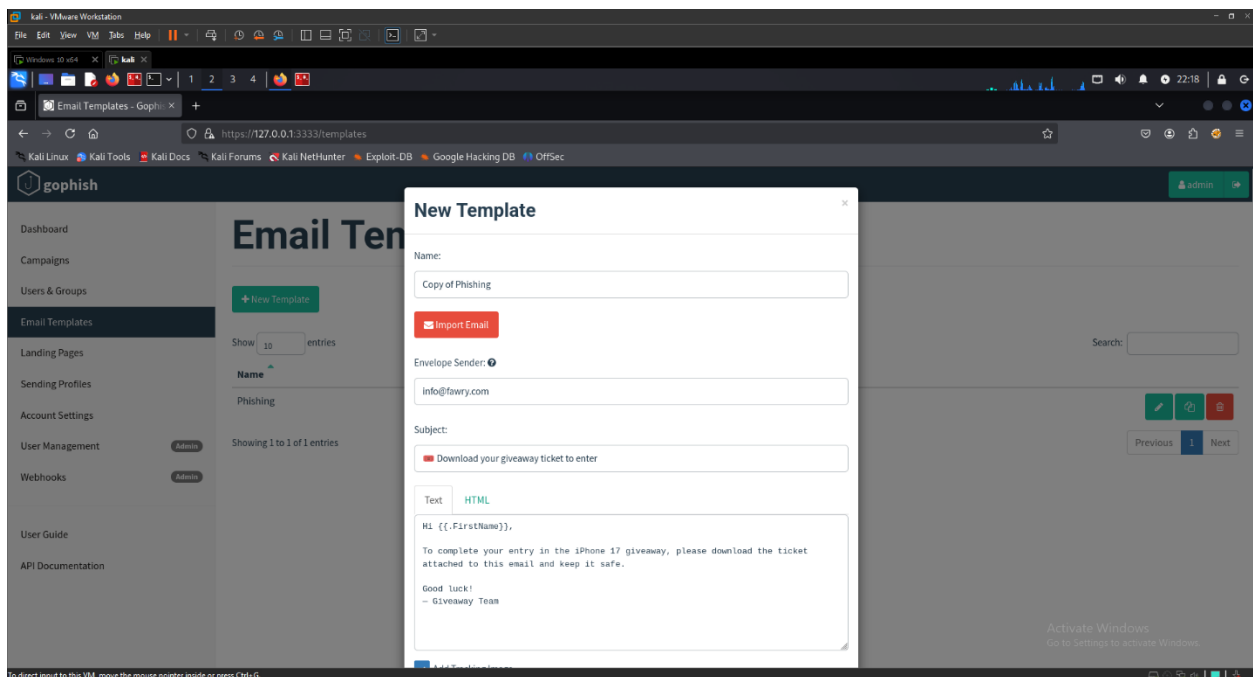 kali - VMware Workstation
File Edit View VM Tabs Help
Windows 10 x64
kali
1 2 3 4
22:18
Email Templates - Gophis
https://127.0.0.1:3333/templates
Kali Linux Kali Tools Kali Docs Kali Forums Kali NetHunter Exploit-DB Google Hacking DB OffSec
gophish
admin
Dashboard
Campaigns
Users & Groups
Email Templates
Landing Pages
Sending Profiles
Account Settings
User Management Admin
Webhooks Admin
User Guide
API Documentation
Email Ten
New Template
Show 10 entries
Search:
Name
Phishing
Showing 1 to 1 of 1 entries
Previous 1 Next
New Template
×
Name:
Copy of Phishing
Import Email
Envelope Sender:
info@fawry.com
Subject:
Download your giveaway ticket to enter
Text HTML
Hi {{.FirstName}},
To complete your entry in the iPhone 17 giveaway, please download the ticket
attached to this email and keep it safe.
Good luck!
— Giveaway Team
Add Tracking Image
Activate Windows
Go to Settings to activate Windows.
To direct input to this VM, move the mouse pointer inside or press Ctrl+G.